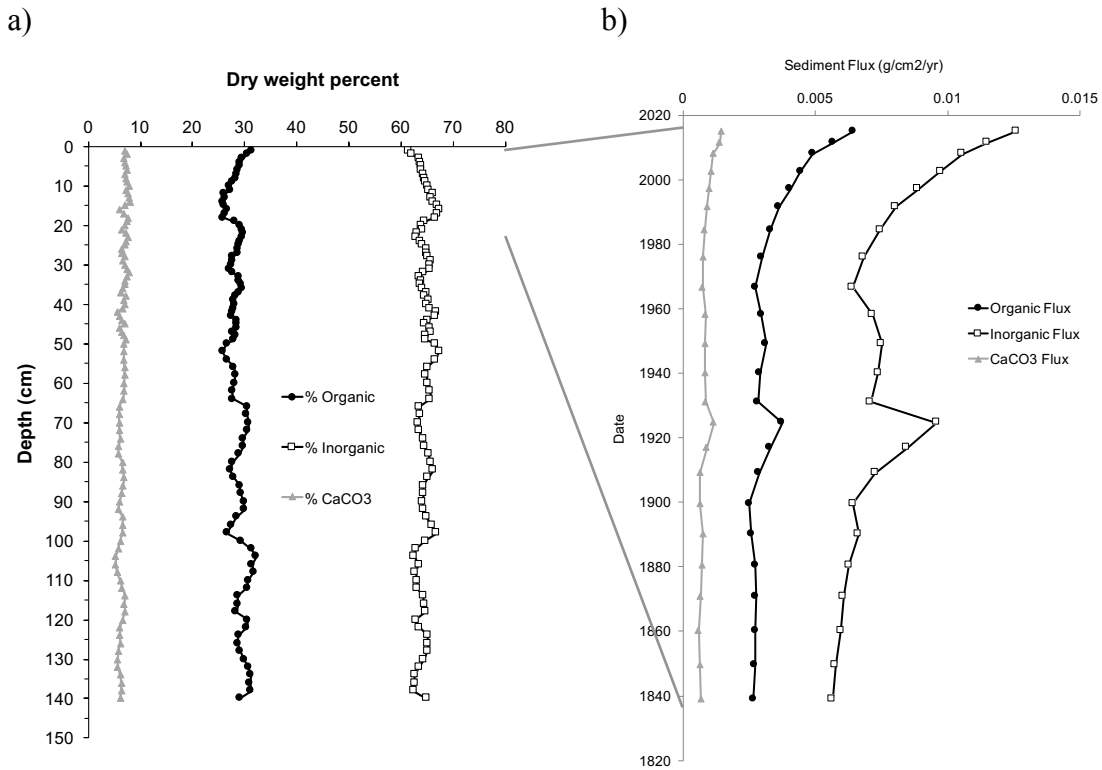 a)
Dry weight percent
0 10 20 30 40 50 60 70 80
0
10
20
30
40
50
60
70
80
90
100
110
120
130
140
150
Depth (cm)
% Organic
% Inorganic
% CaCO3
b)
Sediment Flux (g/cm2/yr)
0 0.005 0.01 0.015
2020
2000
1980
1960
1940
1920
1900
1880
1860
1840
1820
Date
Organic Flux
Inorganic Flux
CaCO3 Flux